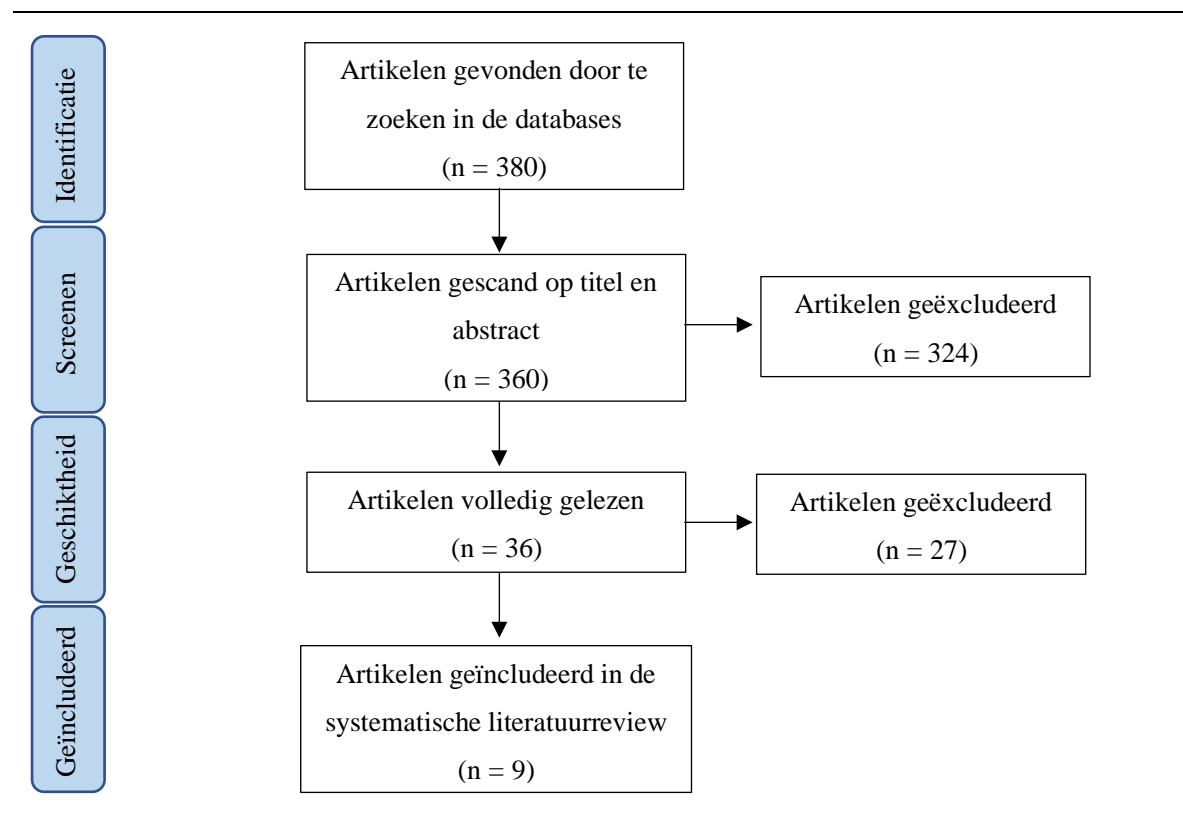 Identificatie
Artikelen gevonden door te
zoeken in de databases
(n = 380)
Screenen
Artikelen gescand op titel en
abstract
(n = 360)
Artikelen geëxcludeerd
(n = 324)
Geschiktheid
Artikelen volledig gelezen
(n = 36)
Artikelen geëxcludeerd
(n = 27)
Geïncludeerd
Artikelen geïncludeerd in de
systematische literatuurreview
(n = 9)